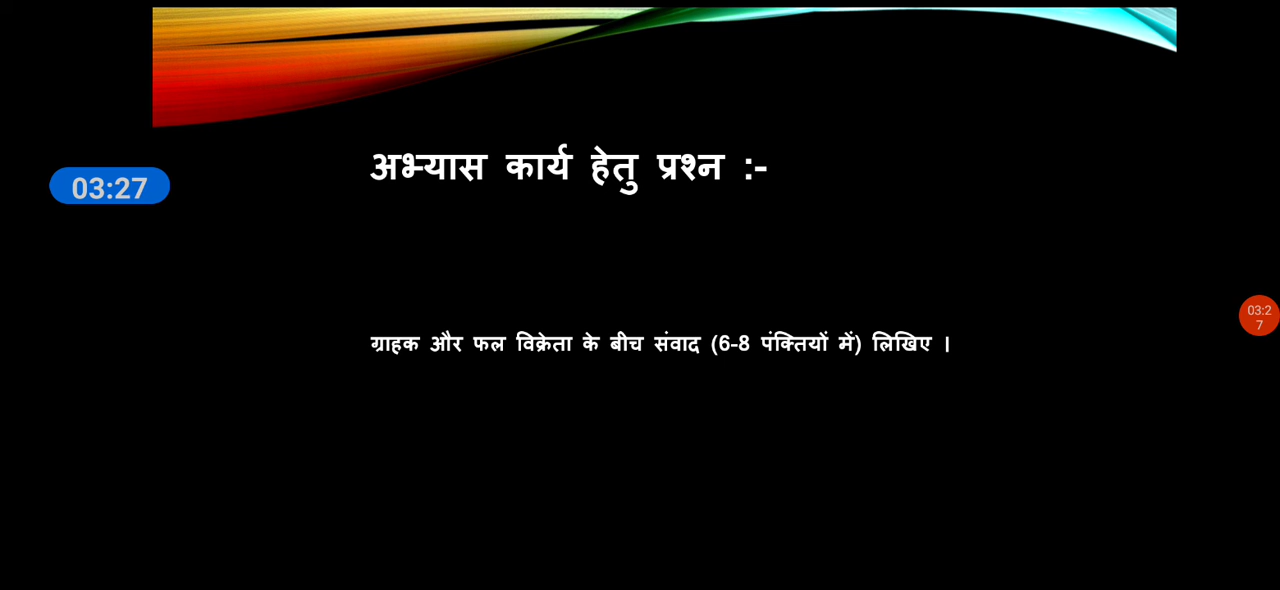 अभ्यास कार्य हेतु प्रश्न :-
03:27
03:2
7
ग्राहक और फल विक्रेता के बीच संवाद (6-8 पंक्तियों में) लिखिए ।